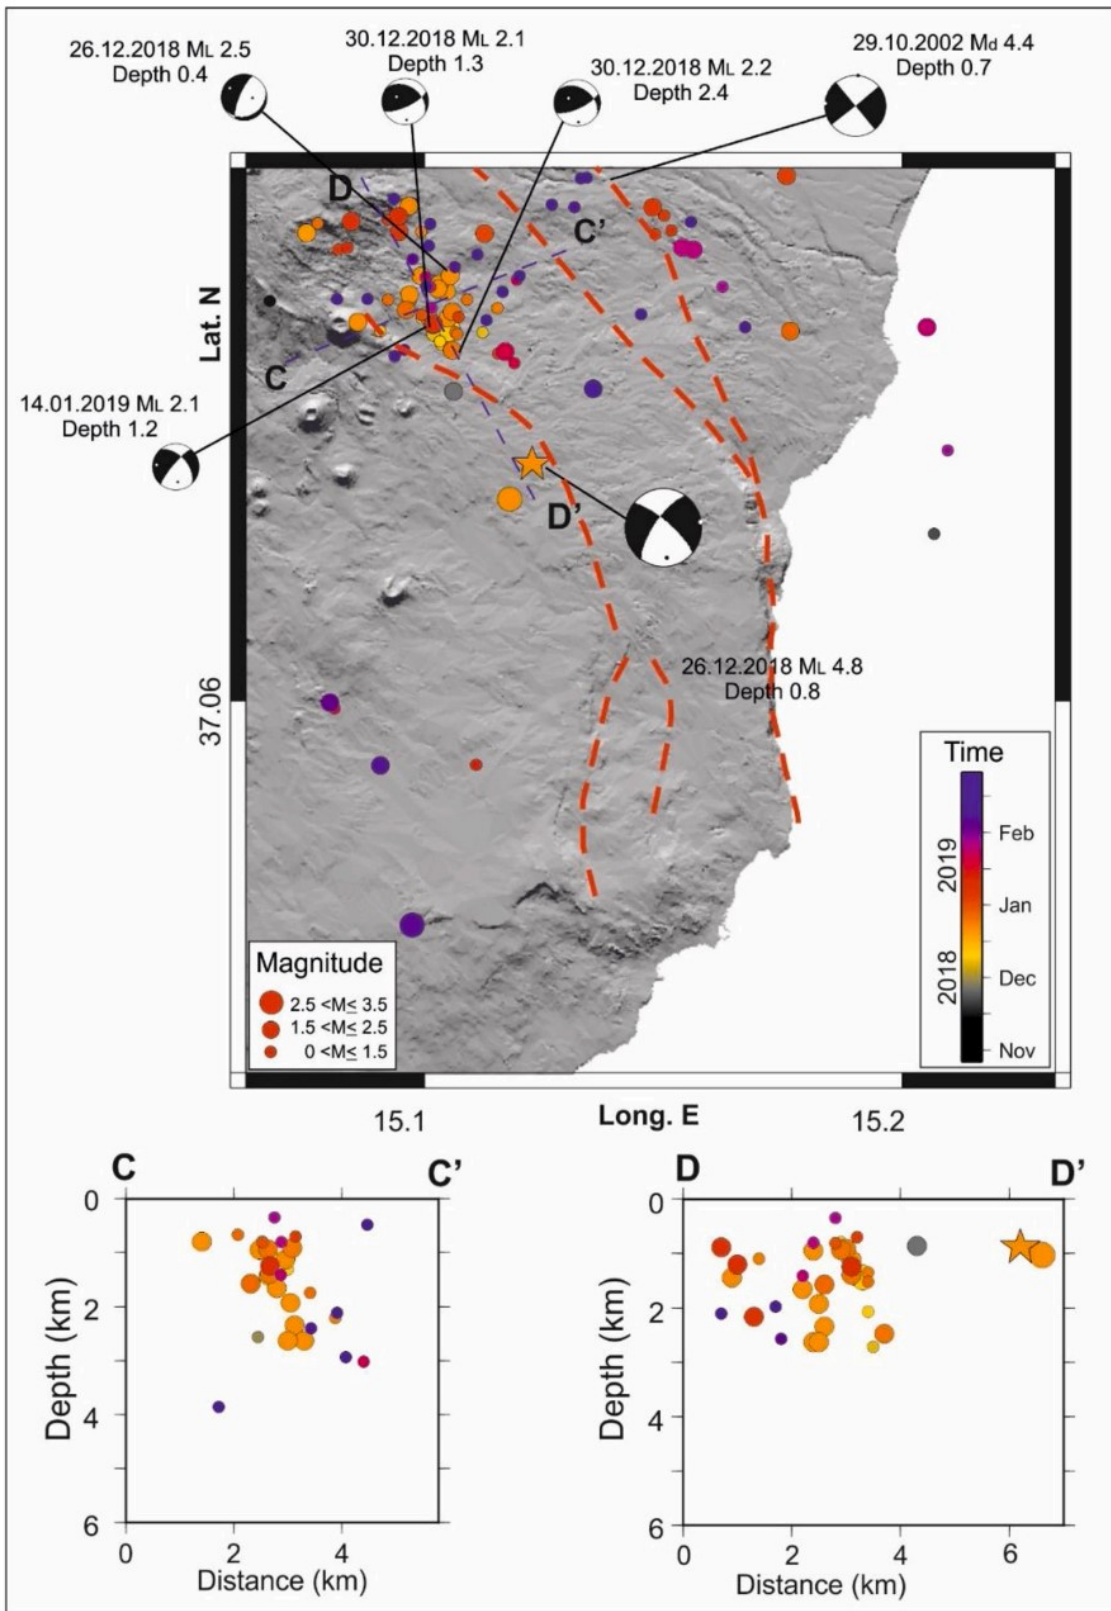 26.12.2018 ML 2.5
Depth 0.4
30.12.2018 ML 2.1
Depth 1.3
30.12.2018 ML 2.2
Depth 2.4
29.10.2002 Md 4.4
Depth 0.7
D
C'
C
14.01.2019 ML 2.1
Depth 1.2
D'
26.12.2018 ML 4.8
Depth 0.8
Lat. N
37.06
Magnitude
2.5 <M≤ 3.5
1.5 <M≤ 2.5
0 <M≤ 1.5
Time
Feb
Jan
Dec
Nov
2019
2018
15.1
Long. E
15.2
C
C'
0
2
4
6
Depth (km)
0
2
4
Distance (km)
D
D'
0
2
4
6
Depth (km)
0
2
4
6
Distance (km)